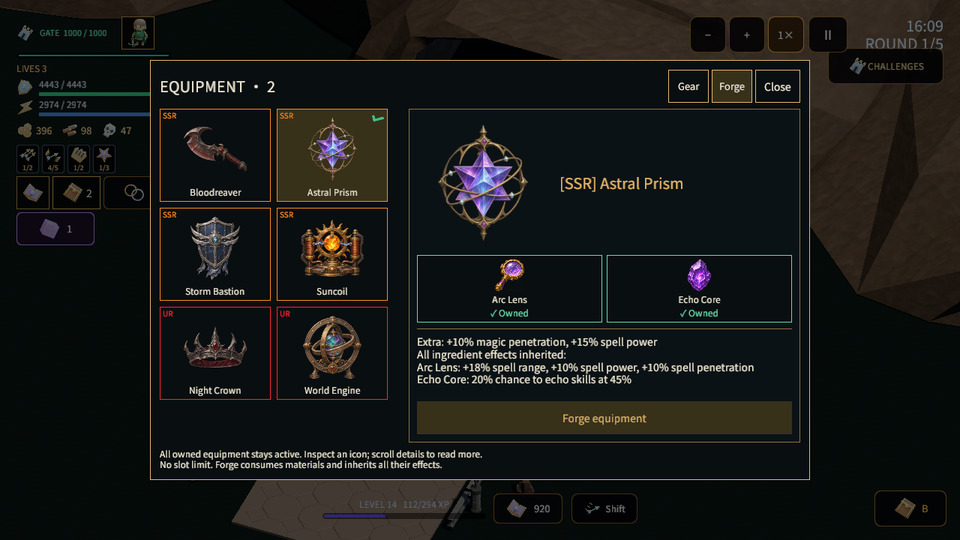 GATE 1000 / 1000
LIVES 3
4443 / 4443
2974 / 2974
396 98 47
1/2 4/5 1/2 1/3
2
1
− + 1× II
16:09
ROUND 1/5
CHALLENGES
EQUIPMENT • 2
Gear Forge Close
SSR
Bloodreaver
SSR
Astral Prism
SSR
Storm Bastion
SSR
Suncoil
UR
Night Crown
UR
World Engine
[SSR] Astral Prism
Arc Lens
✓Owned
Echo Core
✓Owned
Extra: +10% magic penetration, +15% spell power
All ingredient effects inherited:
Arc Lens: +18% spell range, +10% spell power, +10% spell penetration
Echo Core: 20% chance to echo skills at 45%
Forge equipment
All owned equipment stays active. Inspect an icon; scroll details to read more.
No slot limit. Forge consumes materials and inherits all their effects.
LEVEL 14 112/294 XP
920
Shift
B